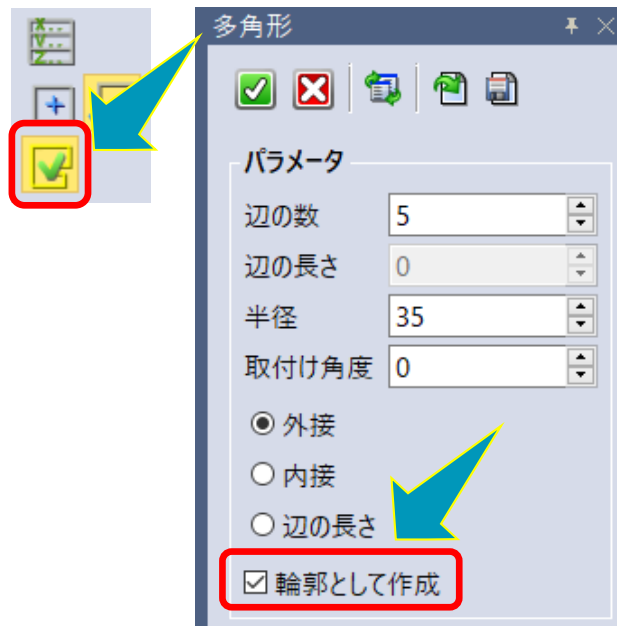 X...
Y...
Z...
多角形
パラメータ
辺の数 5
辺の長さ 0
半径 35
取付け角度 0
外接
内接
辺の長さ
輪郭として作成